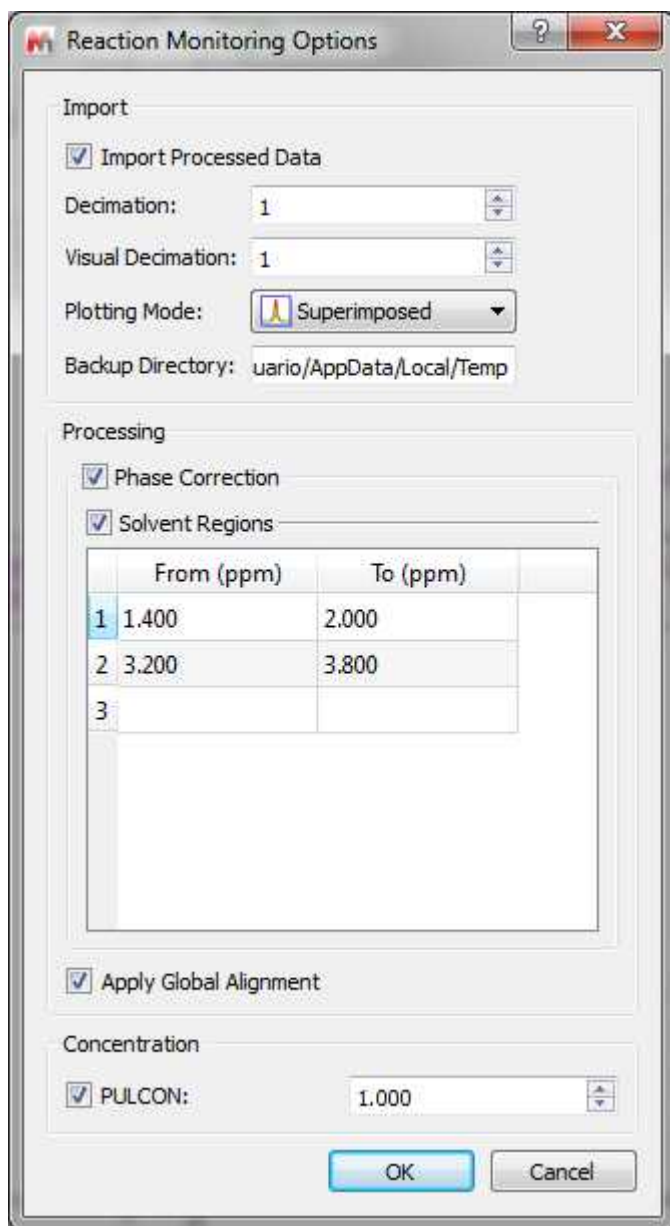 Reaction Monitoring Options
?
Import
Import Processed Data
Decimation: 1
Visual Decimation: 1
Plotting Mode: Superimposed
Backup Directory: uario/AppData/Local/Temp
Processing
Phase Correction
Solvent Regions
From (ppm) To (ppm)
1 1.400 2.000
2 3.200 3.800
3
Apply Global Alignment
Concentration
PULCON: 1.000
OK Cancel